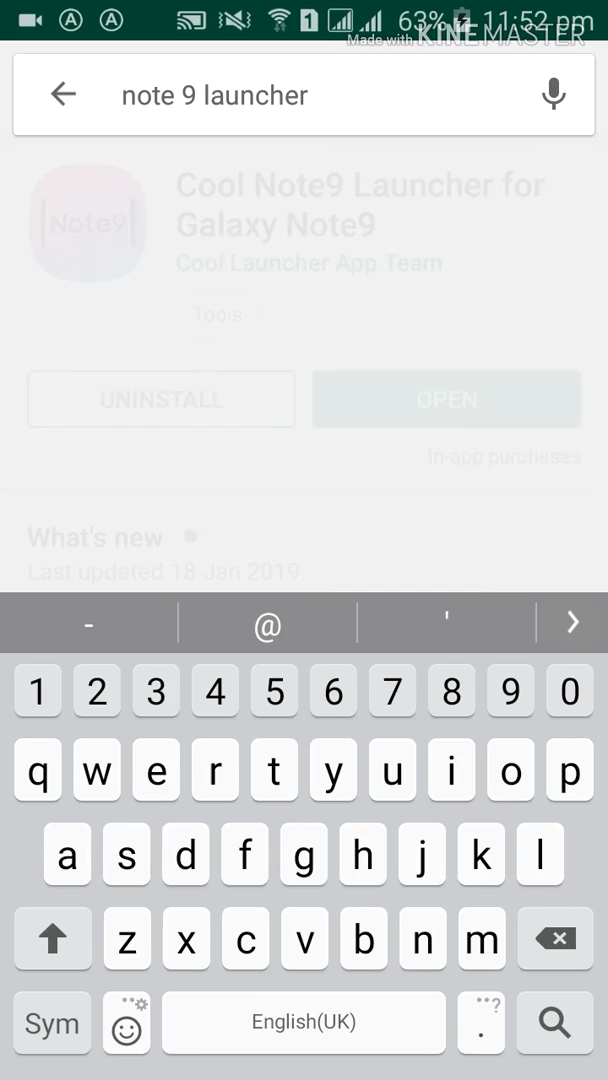 1 63% 11:52 pm
Made with KINEMASTER
note 9 launcher
Note9
Cool Note9 Launcher for
Galaxy Note9
Cool Launcher App Team
Tools
UNINSTALL OPEN
In-app purchases
What's new
Last updated 18 Jan 2019
- @ '
1 2 3 4 5 6 7 8 9 0
q w e r t y u i o p
a s d f g h j k l
z x c v b n m
Sym English(UK) . ?